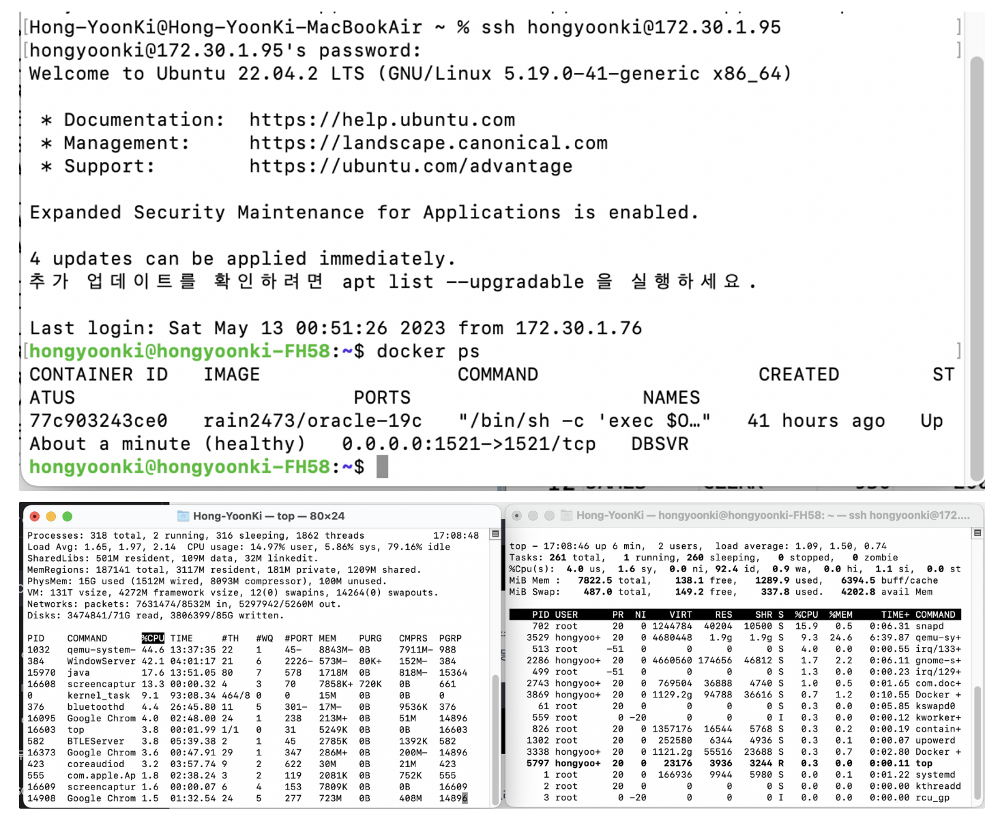 [Hong-YoonKi@Hong-YoonKi-MacBookAir ~ % ssh hongyoonki@172.30.1.95 ]
[hongyoonki@172.30.1.95's password: ]
Welcome to Ubuntu 22.04.2 LTS (GNU/Linux 5.19.0-41-generic x86_64)
* Documentation: https://help.ubuntu.com
* Management: https://landscape.canonical.com
* Support: https://ubuntu.com/advantage
Expanded Security Maintenance for Applications is enabled.
4 updates can be applied immediately.
추가 업데이트를 확인하려면 apt list --upgradable 을 실행하세요.
Last login: Sat May 13 00:51:26 2023 from 172.30.1.76
[hongyoonki@hongyoonki-FH58:~$ docker ps ]
CONTAINER ID IMAGE COMMAND CREATED ST
ATUS PORTS NAMES
77c903243ce0 rain2473/oracle-19c "/bin/sh -c 'exec $O…" 41 hours ago Up
About a minute (healthy) 0.0.0.0:1521->1521/tcp DBSVR
hongyoonki@hongyoonki-FH58:~$
Hong-YoonKi — top — 80×24
Processes: 318 total, 2 running, 316 sleeping, 1862 threads 17:08:48
Load Avg: 1.65, 1.97, 2.14 CPU usage: 14.97% user, 5.86% sys, 79.16% idle
SharedLibs: 501M resident, 109M data, 32M linkedit.
MemRegions: 187141 total, 3117M resident, 181M private, 1209M shared.
PhysMem: 15G used (1512M wired, 8093M compressor), 100M unused.
VM: 131T vsize, 4272M framework vsize, 12(0) swapins, 14264(0) swapouts.
Networks: packets: 7631474/8532M in, 5297942/5260M out.
Disks: 3474841/71G read, 3806399/85G written.
PID COMMAND %CPU TIME #TH #WQ #PORT MEM PURG CMPRS PGRP
1032 qemu-system- 44.6 13:37:35 22 1 45- 8843M- 0B 7911M- 988
384 WindowServer 42.1 04:01:17 21 6 2226- 573M- 80K+ 152M- 384
15970 java 17.6 13:51.05 80 7 578 1718M 0B 818M- 15364
16608 screencaptur 13.3 00:00.32 4 3 70 7858K+ 720K 0B 661
0 kernel_task 9.1 93:08.34 464/8 0 0 15M 0B 0B 0
376 bluetoothd 4.4 26:45.80 11 5 301- 17M- 0B 9536K 376
16095 Google Chrom 4.0 02:48.00 24 1 238 213M+ 0B 51M 14896
16603 top 3.8 00:01.99 1/1 0 31 5249K 0B 0B 16603
582 BTLEServer 3.8 05:39.38 2 1 45 2785K 0B 1392K 582
16373 Google Chrom 3.6 00:47.91 29 1 347 286M+ 0B 200M- 14896
423 coreaudiod 3.2 03:57.74 9 2 622 30M 0B 21M 423
555 com.apple.Ap 1.8 02:38.24 3 2 119 2081K 0B 752K 555
16609 screencaptur 1.6 00:00.07 6 4 153 7809K 0B 0B 16609
14908 Google Chrom 1.5 01:32.54 24 5 277 723M 0B 408M 14896
Hong-YoonKi — hongyoonki@hongyoonki-FH58: ~ — ssh hongyoonki@172....
top - 17:08:46 up 6 min, 2 users, load average: 1.09, 1.50, 0.74
Tasks: 261 total, 1 running, 260 sleeping, 0 stopped, 0 zombie
%Cpu(s): 4.0 us, 1.6 sy, 0.0 ni, 92.4 id, 0.9 wa, 0.0 hi, 1.1 si, 0.0 st
MiB Mem : 7822.5 total, 138.1 free, 1289.9 used, 6394.5 buff/cache
MiB Swap: 487.0 total, 149.2 free, 337.8 used. 4202.8 avail Mem
PID USER PR NI VIRT RES SHR S %CPU %MEM TIME+ COMMAND
702 root 20 0 1244784 40204 10500 S 15.9 0.5 0:06.31 snapd
3529 hongyoo+ 20 0 4680448 1.9g 1.9g S 9.3 24.6 6:39.87 qemu-sy+
513 root -51 0 0 0 0 S 4.0 0.0 0:00.55 irq/133+
2286 hongyoo+ 20 0 4660560 174656 46812 S 1.7 2.2 0:06.11 gnome-s+
499 root -51 0 0 0 0 S 1.3 0.0 0:00.23 irq/129+
2743 hongyoo+ 20 0 769504 36888 4740 S 1.0 0.5 0:01.65 com.doc+
3869 hongyoo+ 20 0 1129.2g 94788 36616 S 0.7 1.2 0:10.55 Docker +
61 root 20 0 0 0 0 S 0.3 0.0 0:05.85 kswapd0
559 root 0 -20 0 0 0 I 0.3 0.0 0:00.12 kworker+
826 root 20 0 1357176 16544 5768 S 0.3 0.2 0:00.19 contain+
1302 root 20 0 252580 6344 4936 S 0.3 0.1 0:00.07 upowerd
3338 hongyoo+ 20 0 1121.2g 55516 23688 S 0.3 0.7 0:02.80 Docker +
5797 hongyoo+ 20 0 23176 3936 3244 R 0.3 0.0 0:00.11 top
1 root 20 0 166936 9944 5980 S 0.0 0.1 0:01.22 systemd
2 root 20 0 0 0 0 S 0.0 0.0 0:00.00 kthreadd
3 root 0 -20 0 0 0 I 0.0 0.0 0:00.00 rcu_gp